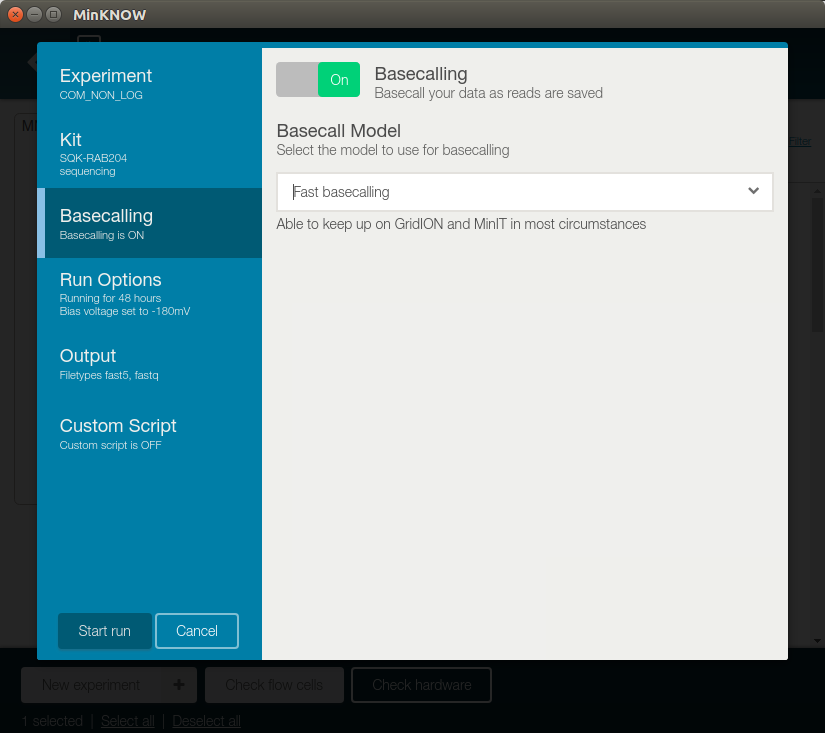 MinKNOW
Experiment
COM_NON_LOG
Kit
SQK-RAB204
sequencing
Basecalling
Basecalling is ON
Run Options
Running for 48 hours
Bias voltage set to -180mV
Output
Filetypes fast5, fastq
Custom Script
Custom script is OFF
Start run
Cancel
On
Basecalling
Basecall your data as reads are saved
Basecall Model
Select the model to use for basecalling
Fast basecalling
Able to keep up on GridION and MinIT in most circumstances
Filter
New experiment +
Check flow cells
Check hardware
1 selected | Select all | Deselect all